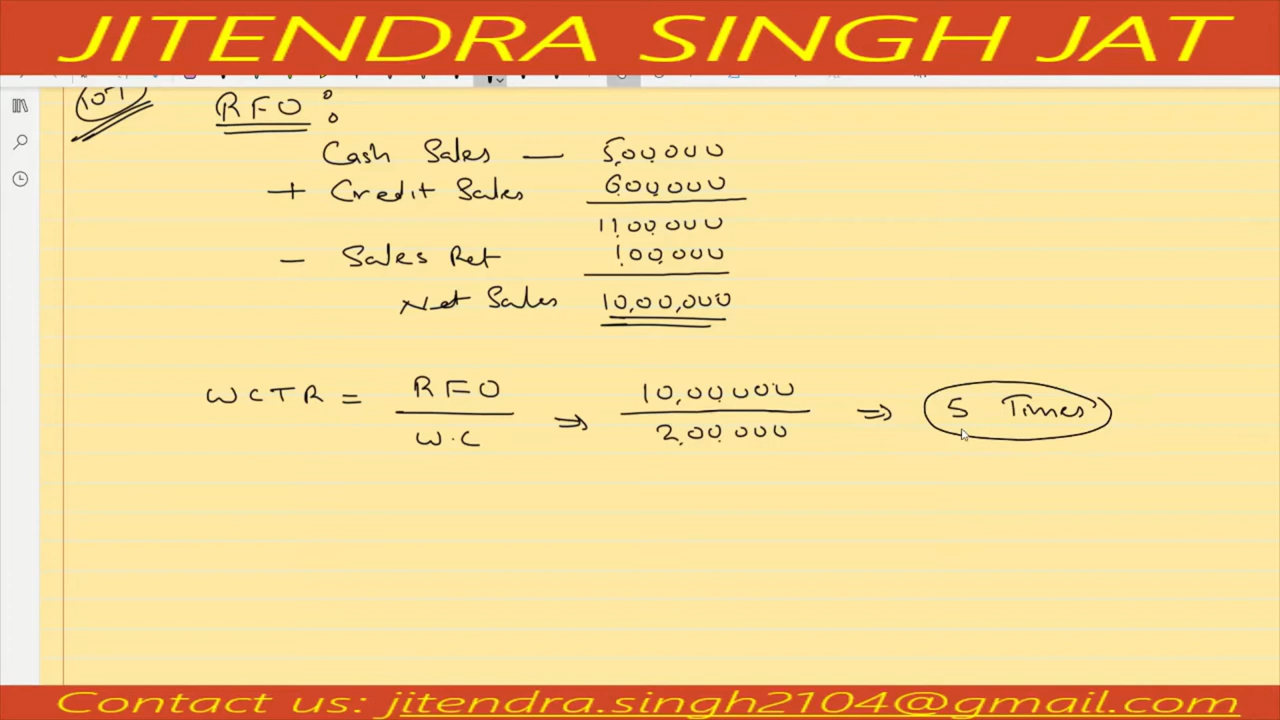 JITENDRA SINGH JAT
107
RFO :
Cash Sales — 5,00,000
+ Credit Sales 6,00,000
11,00,000
— Sales Ret 1,00,000
Net Sales 10,00,000
WCTR = RFO / W.C ⇒ 10,00,000 / 2,00,000 ⇒ 5 Times
Contact us: jitendra.singh2104@gmail.com